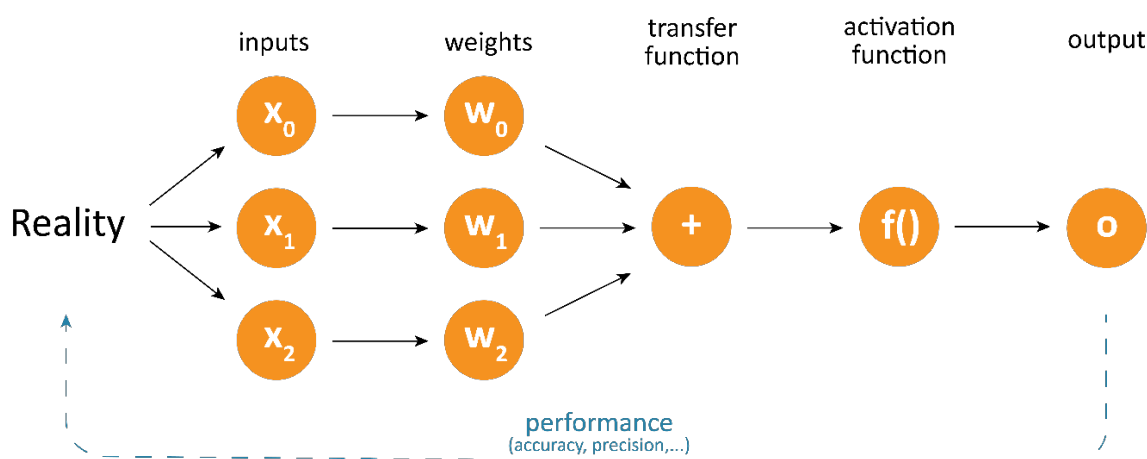 inputs
weights
transfer
function
activation
function
output
Reality
x₀
w₀
x₁
w₁
+
f()
o
x₂
w₂
performance
(accuracy, precision,...)